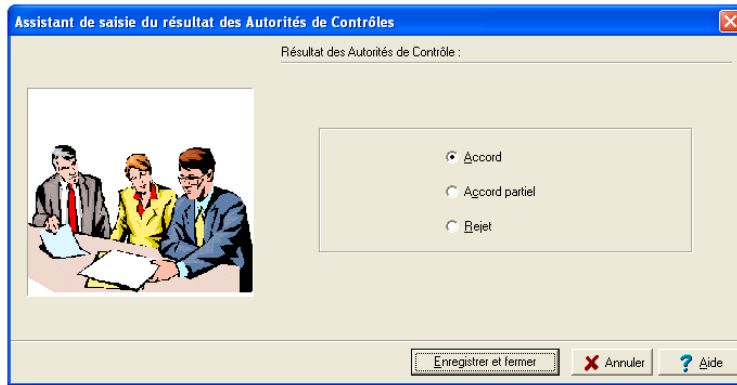 Assistant de saisie du résultat des Autorités de Contrôles
Résultat des Autorités de Contrôle :
Accord
Accord partiel
Rejet
Enregistrer et fermer
Annuler
? Aide